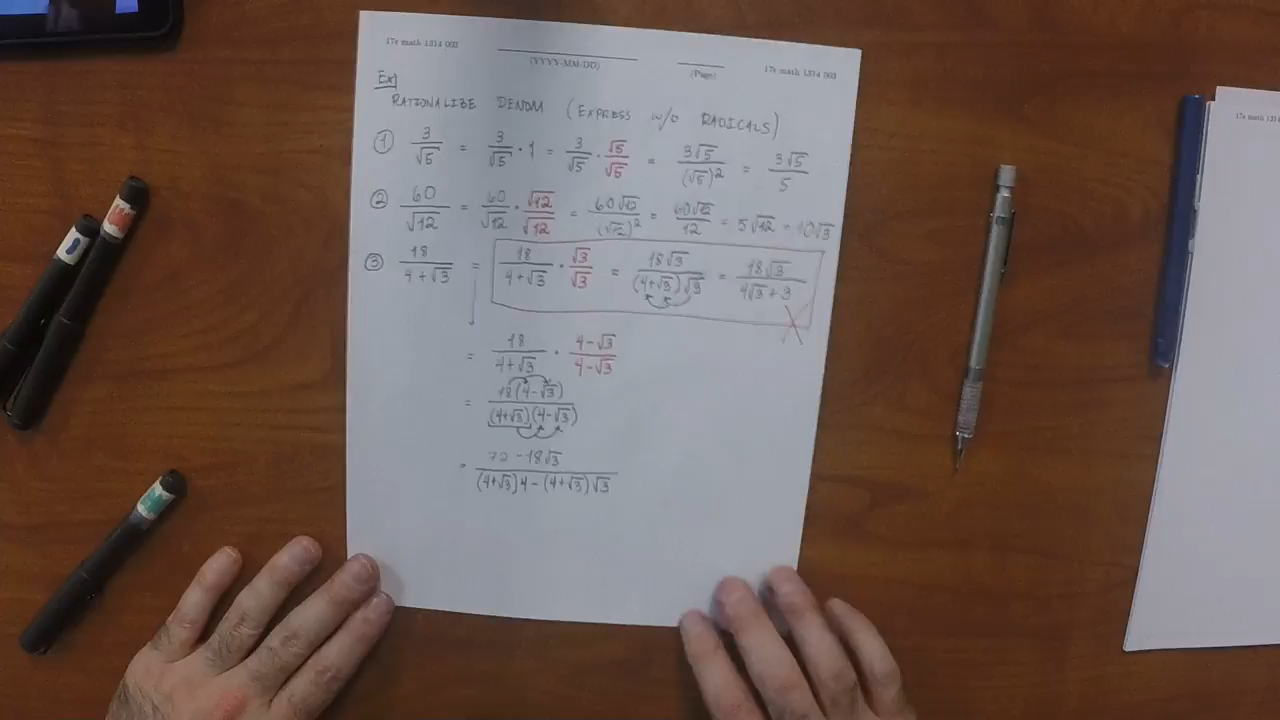 17s math 1314 003
(YYYY-MM-DD)
(Page)
17s math 1314 003
Ex)
RATIONALIZE DENOM (EXPRESS W/O RADICALS)
① 3/√5 = 3/√5 · 1 = 3/√5 · √5/√5 = 3√5/(√5)² = 3√5/5
② 60/√12 = 60/√12 · √12/√12 = 60√12/(√12)² = 60√12/12 = 5√12 = 10√3
③ 18/(4+√3) = 18/(4+√3) · √3/√3 = 18√3/((4+√3)√3) = 18√3/(4√3+3)
X
= 18/(4+√3) · (4-√3)/(4-√3)
= 18(4-√3)/((4+√3)(4-√3))
= (72-18√3)/((4+√3)4-(4+√3)√3)
17s math 131